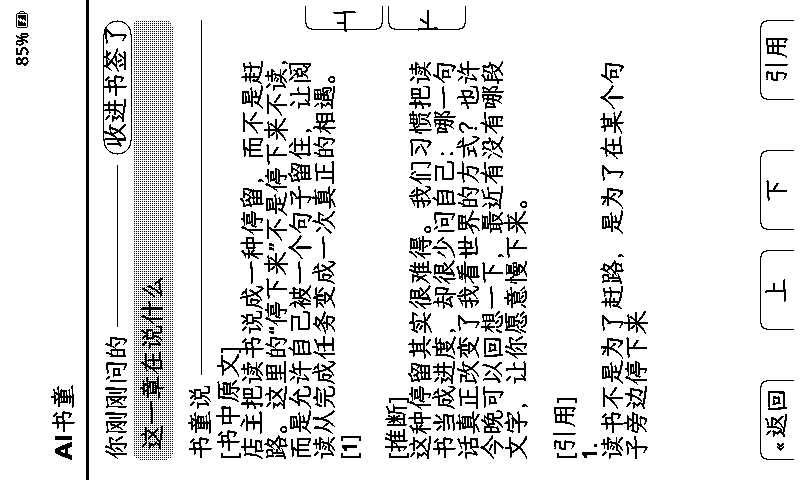 85%
AI书童
你刚刚问的 收进书签了
这一章在说什么
书童说
[书中原文]
店主把读书说成一种停留，而不是赶
路。这里的“停下来”不是停下来不读，
而是允许自己被一个句子留住，让阅
读从完成任务变成一次真正的相遇。
[1]
[推断]
这种停留其实很难得。我们习惯把读
书当成进度，却很少问自己：哪一句
话真正改变了我看世界的方式？也许
今晚可以回想一下，最近有没有哪段
文字，让你愿意慢下来。
[引用]
1.
读书不是为了赶路，是为了在某个句
子旁边停下来
«返回 上 下 引用